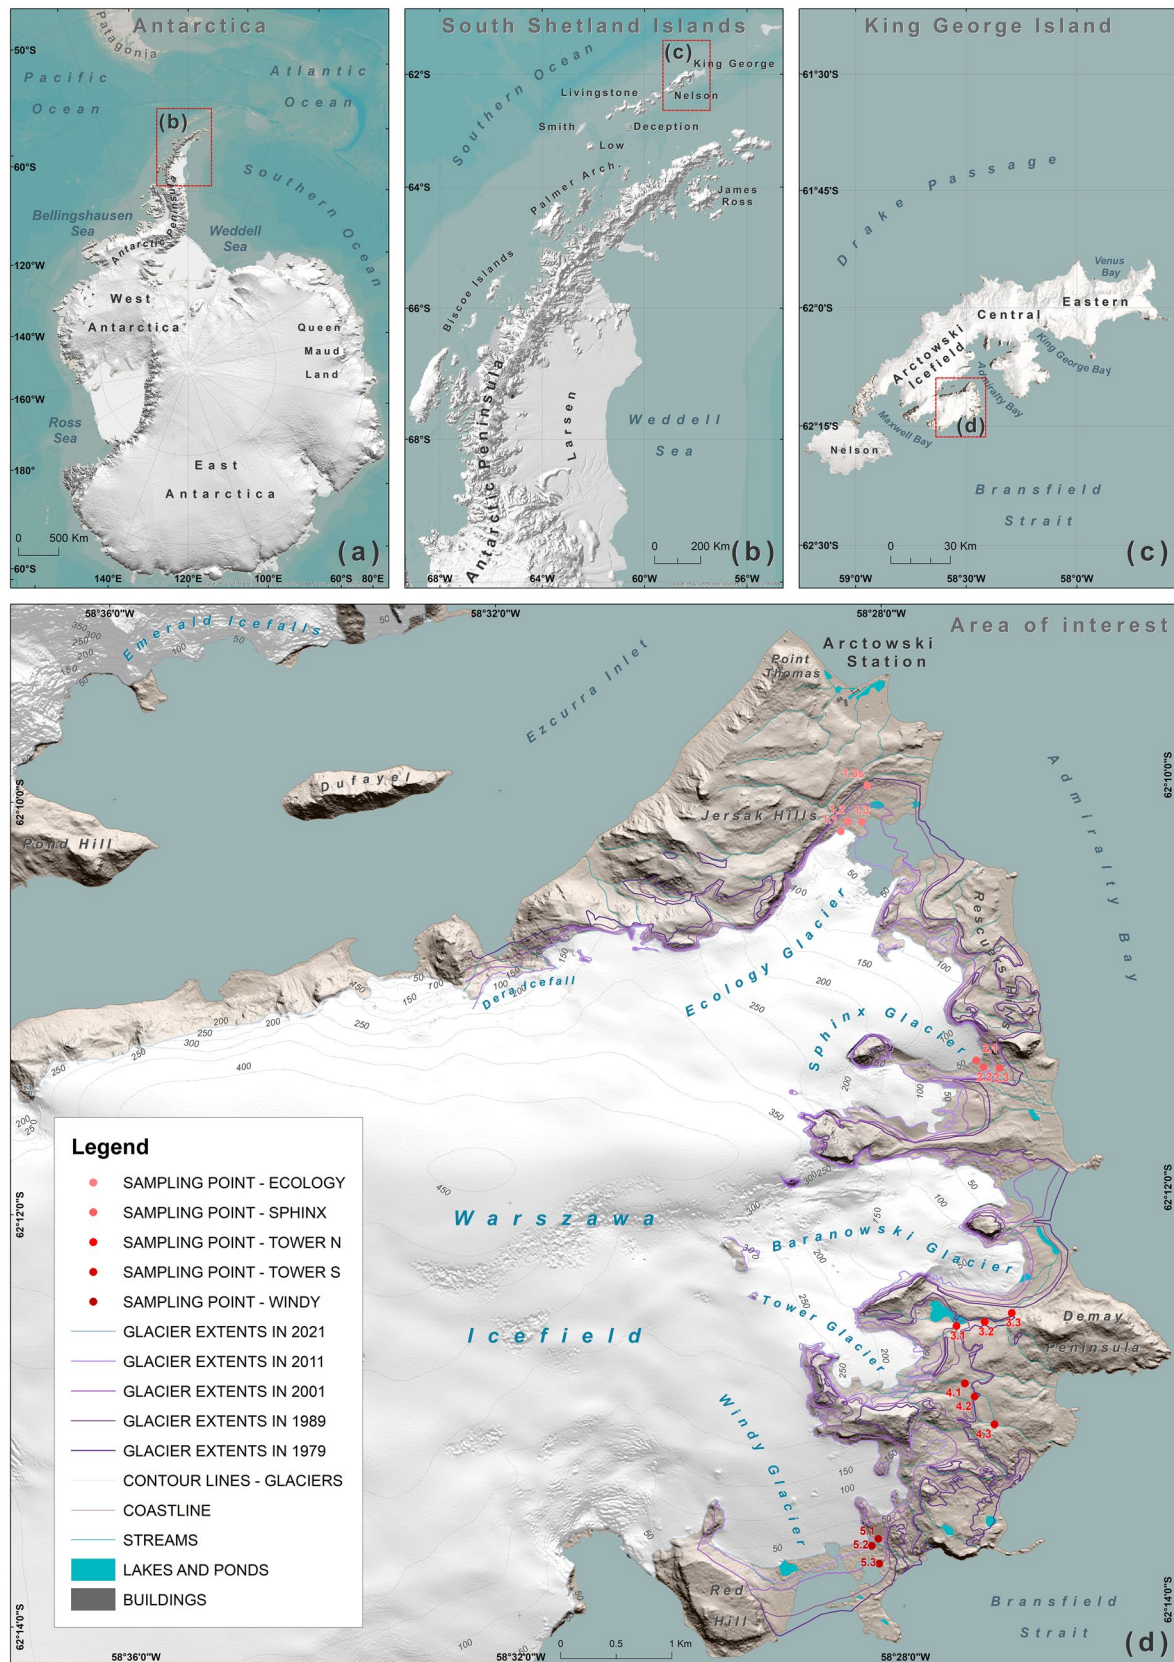 Antarctica
Patagonia
Pacific
Ocean
Atlantic
Ocean
(b)
Southern Ocean
Bellingshausen
Sea
Weddell
Sea
Antarctic Peninsula
West
Antarctica
Queen
Maud
Land
Ross
Sea
East
Antarctica
50°S
60°S
120°W
140°W
160°W
180°
60°S
0 500 Km
(a)
140°E 120°E 100°E 80°E
South Shetland Islands
Southern Ocean
(c)
King George
Livingstone
Nelson
Smith
Deception
Low
Palmer Arch.
James
Ross
Biscoe Islands
Antarctic Peninsula
Larsen
Weddell
Sea
62°S
64°S
66°S
68°S
0 200 Km
(b)
68°W 64°W 60°W 56°W
King George Island
Drake Passage
Venus
Bay
Eastern
Central
Arctowski
Icefield
King George Bay
Admiralty Bay
Maxwell Bay
(d)
Nelson
Bransfield
Strait
61°30'S
61°45'S
62°0'S
62°15'S
62°30'S
0 30 Km
(c)
59°0'W 58°30'W 58°0'W
58°36'0"W 58°32'0"W 58°28'0"W
Area of interest
Emerald Icefalls
Ezcurra Inlet
Arctowski
Station
Point
Thomas
Dufayel
Pond Hill
Jersak Hills
Admiralty Bay
Rescuers Hills
Dera Icefall
Ecology Glacier
Sphinx Glacier
Warszawa
Icefield
Baranowski Glacier
Tower Glacier
Windy Glacier
Demay
Peninsula
Red
Hill
Bransfield
Strait
3.1
3.2
3.3
4.1
4.2
4.3
5.1
5.2
5.3
62°10'0"S
62°12'0"S
62°14'0"S
62°10'0"S
62°12'0"S
62°14'0"S
Legend
SAMPLING POINT - ECOLOGY
SAMPLING POINT - SPHINX
SAMPLING POINT - TOWER N
SAMPLING POINT - TOWER S
SAMPLING POINT - WINDY
GLACIER EXTENTS IN 2021
GLACIER EXTENTS IN 2011
GLACIER EXTENTS IN 2001
GLACIER EXTENTS IN 1989
GLACIER EXTENTS IN 1979
CONTOUR LINES - GLACIERS
COASTLINE
STREAMS
LAKES AND PONDS
BUILDINGS
0 0.5 1 Km
(d)
58°36'0"W 58°32'0"W 58°28'0"W